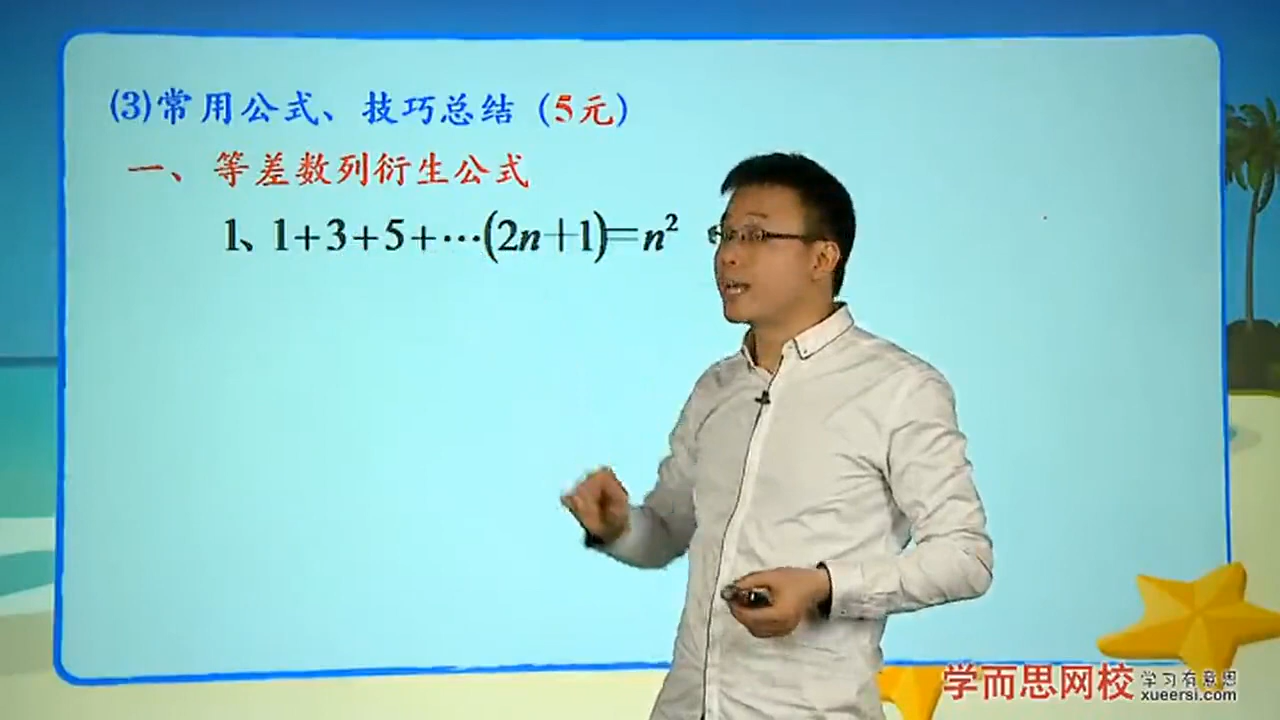 (3)常用公式、技巧总结（5元）
一、等差数列衍生公式
1、1+3+5+⋯(2n+1)=n²
学而思网校 学习有意思
xueersi.com